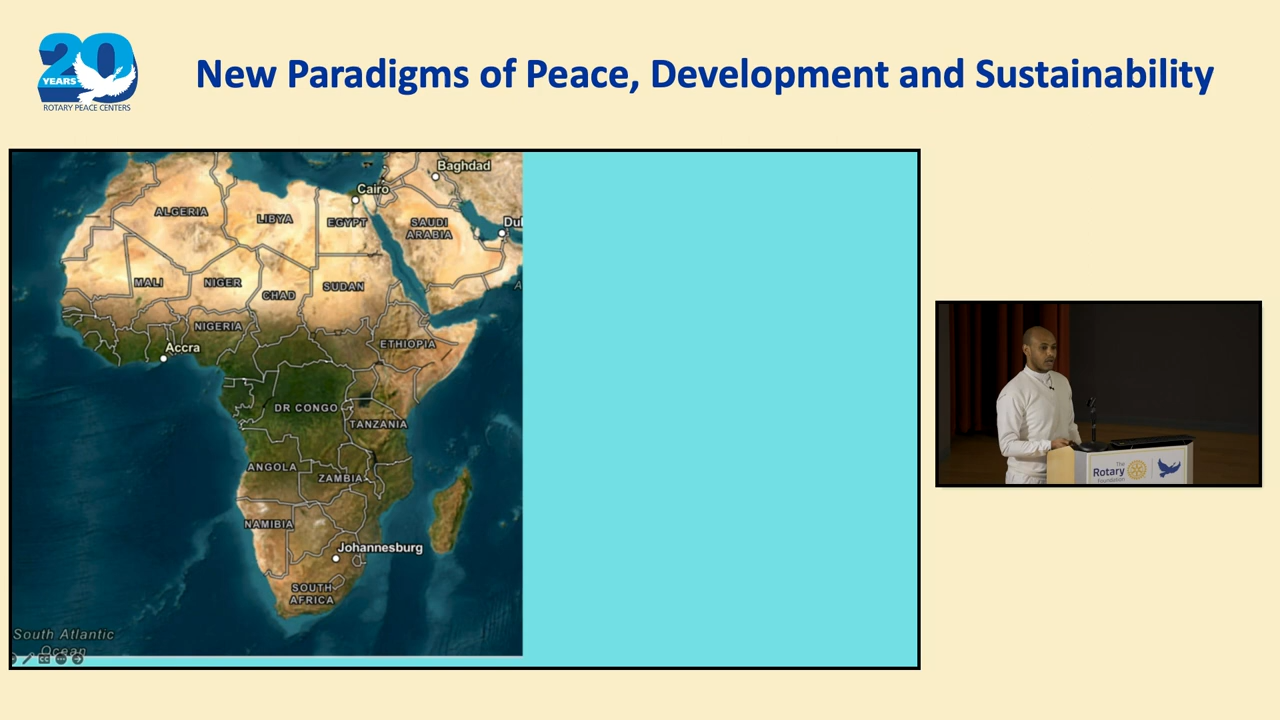 20
YEARS
ROTARY PEACE CENTERS
New Paradigms of Peace, Development and Sustainability
Baghdad
Cairo
ALGERIA
LIBYA
EGYPT
SAUDI
ARABIA
Du
MALI
NIGER
CHAD
SUDAN
A
NIGERIA
Accra
ETHIOPIA
DR CONGO
TANZANIA
ANGOLA
ZAMBIA
NAMIBIA
Johannesburg
SOUTH
AFRICA
South Atlantic
Ocean
CC
The
Rotary
Foundation